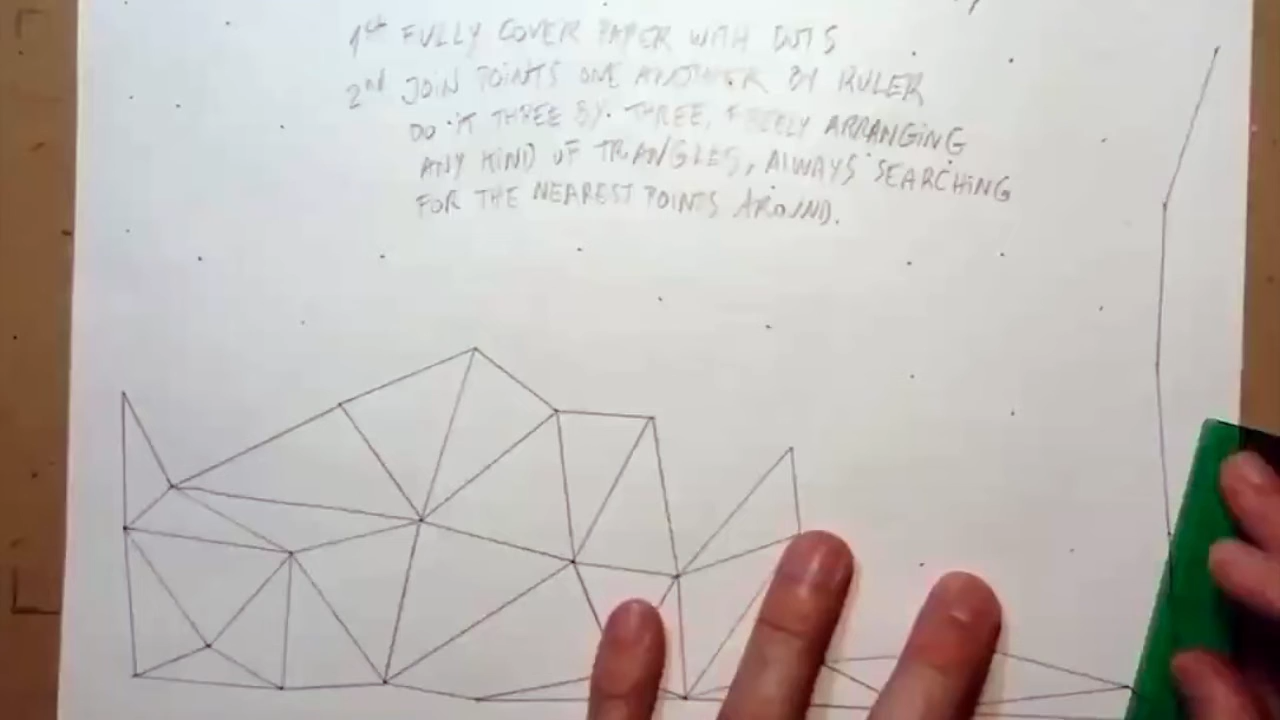 1st FULLY COVER PAPER WITH DOTS
2nd JOIN POINTS ONE ANOTHER BY RULER
DO IT THREE BY THREE, FREELY ARRANGING
ANY KIND OF TRIANGLES, ALWAYS SEARCHING
FOR THE NEAREST POINTS AROUND.